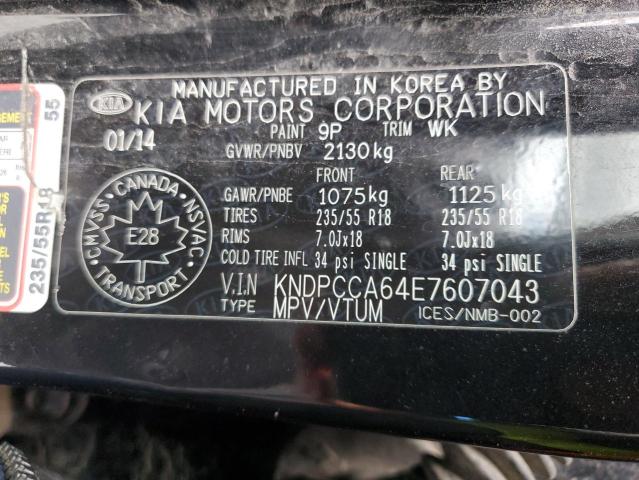 MANUFACTURED IN KOREA BY
KIA KIA MOTORS CORPORATION
01/14 PAINT 9P TRIM WK
GVWR/PNBV 2130kg
FRONT REAR
GAWR/PNBE 1075kg 1125kg
TIRES 235/55 R18 235/55 R18
RIMS 7.0Jx18 7.0Jx18
COLD TIRE INFL 34 psi SINGLE 34 psi SINGLE
V.I.N KNDPCCA64E7607043
TYPE MPV/VTUM ICES/NMB-002
CANADA
CMVSS NSVAC
E28
TRANSPORT
235/55R18 55